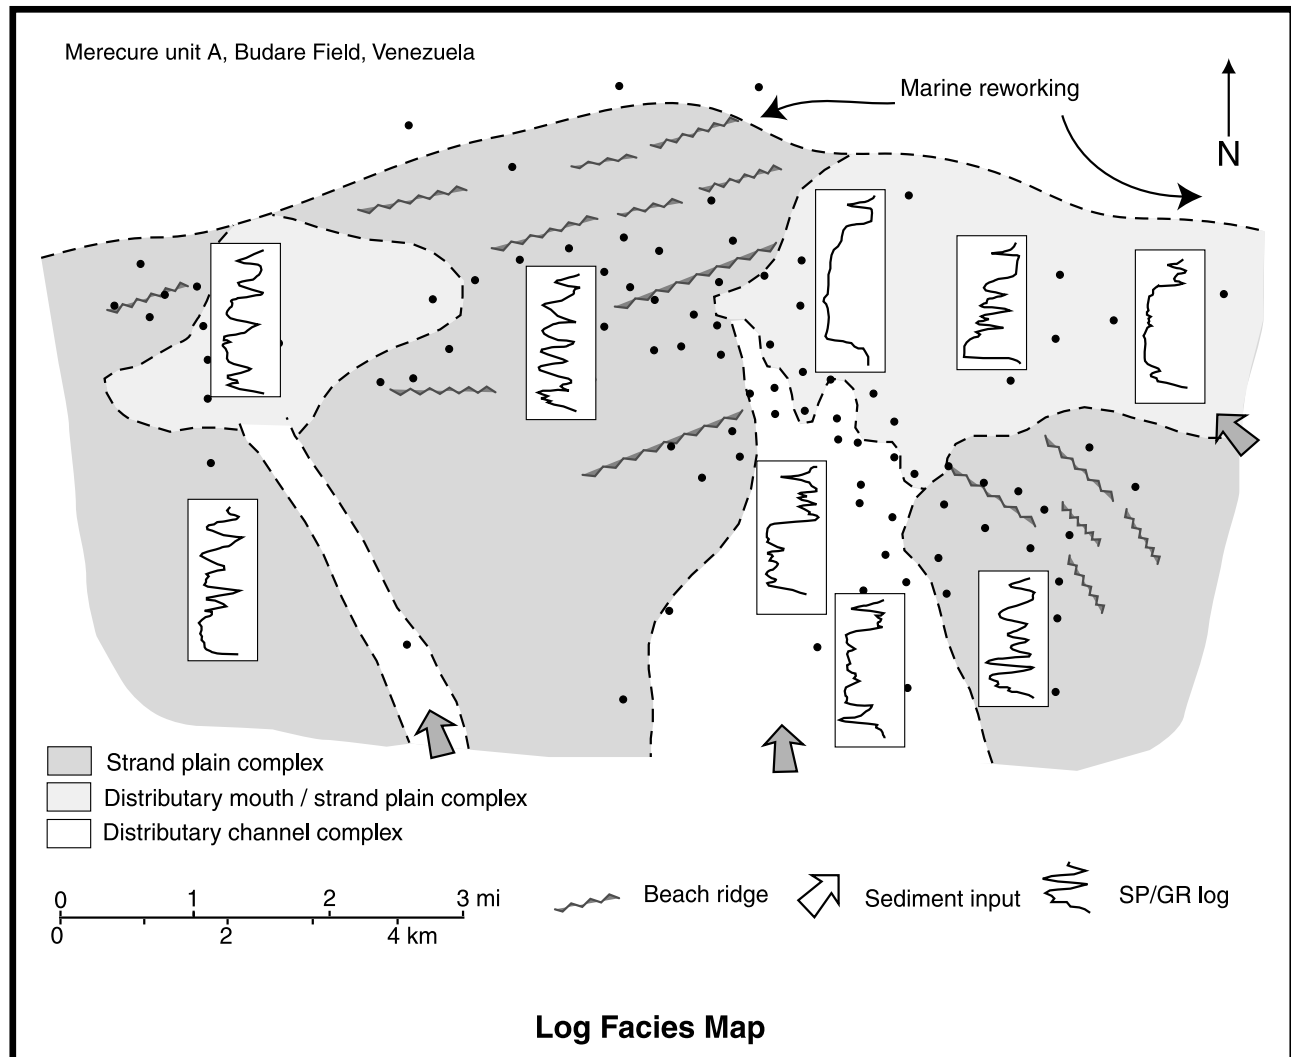 Merecure unit A, Budare Field, Venezuela
Marine reworking
N
Strand plain complex
Distributary mouth / strand plain complex
Distributary channel complex
0 1 2 3 mi
0 2 4 km
Beach ridge
Sediment input
SP/GR log
Log Facies Map